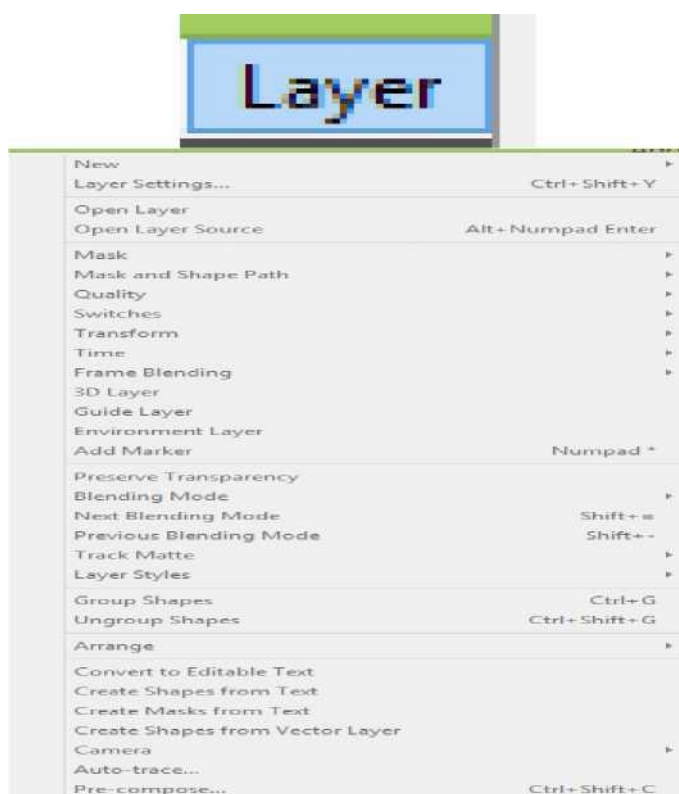 Layer
New
Layer Settings... Ctrl+Shift+Y
Open Layer
Open Layer Source Alt+Numpad Enter
Mask
Mask and Shape Path
Quality
Switches
Transform
Time
Frame Blending
3D Layer
Guide Layer
Environment Layer
Add Marker Numpad *
Preserve Transparency
Blending Mode
Next Blending Mode Shift+=
Previous Blending Mode Shift+-
Track Matte
Layer Styles
Group Shapes Ctrl+G
Ungroup Shapes Ctrl+Shift+G
Arrange
Convert to Editable Text
Create Shapes from Text
Create Masks from Text
Create Shapes from Vector Layer
Camera
Auto-trace...
Pre-compose... Ctrl+Shift+C